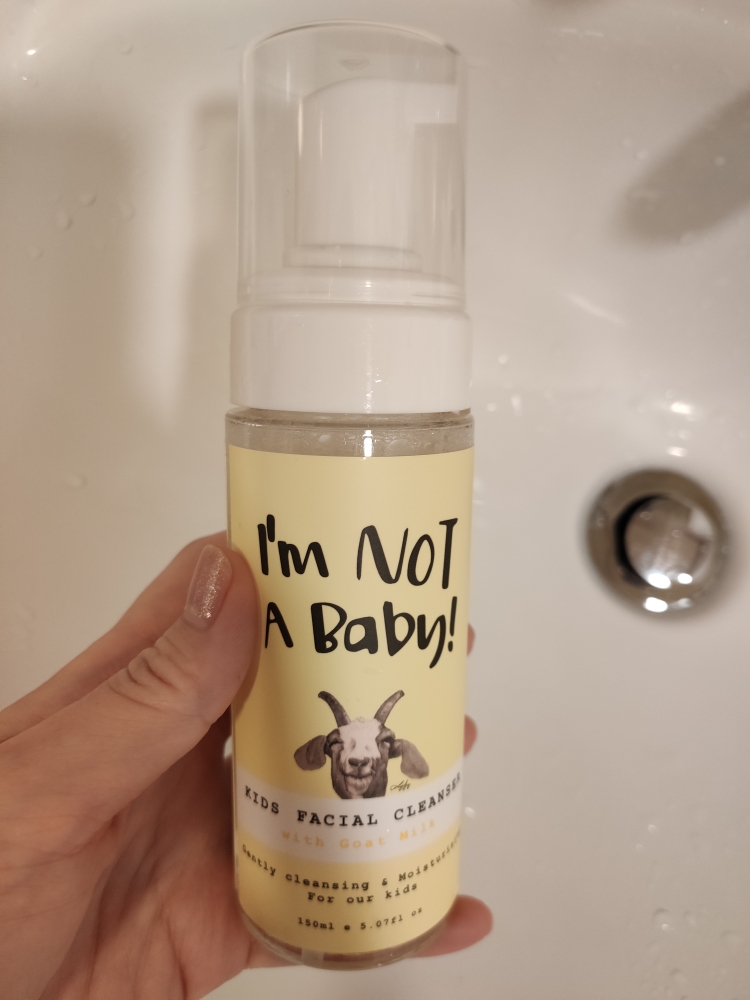 I'm NOT
A Baby!
KIDS FACIAL CLEANSER
with Goat Milk
Gently cleansing & Moisturizing
For our kids
150ml e 5.07fl oz